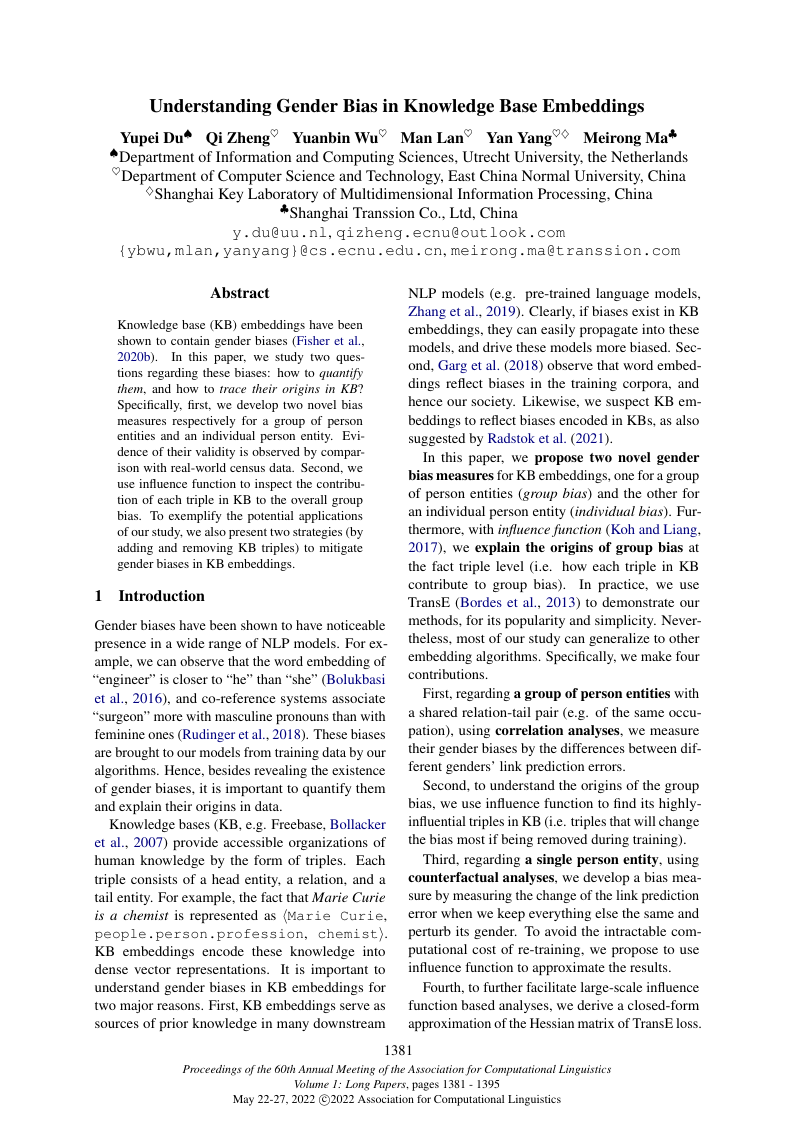 Understanding Gender Bias in Knowledge Base Embeddings
Yupei Du♠ Qi Zheng♡ Yuanbin Wu♡ Man Lan♡ Yan Yang♡♢ Meirong Ma♣
♠Department of Information and Computing Sciences, Utrecht University, the Netherlands
♡Department of Computer Science and Technology, East China Normal University, China
♢Shanghai Key Laboratory of Multidimensional Information Processing, China
♣Shanghai Transsion Co., Ltd, China
y.du@uu.nl, qizheng.ecnu@outlook.com
{ybwu,mlan,yanyang}@cs.ecnu.edu.cn, meirong.ma@transsion.com
Abstract
Knowledge base (KB) embeddings have been
shown to contain gender biases (Fisher et al.,
2020b). In this paper, we study two ques-
tions regarding these biases: how to quantify
them, and how to trace their origins in KB?
Specifically, first, we develop two novel bias
measures respectively for a group of person
entities and an individual person entity. Evi-
dence of their validity is observed by compar-
ison with real-world census data. Second, we
use influence function to inspect the contribu-
tion of each triple in KB to the overall group
bias. To exemplify the potential applications
of our study, we also present two strategies (by
adding and removing KB triples) to mitigate
gender biases in KB embeddings.
1 Introduction
Gender biases have been shown to have noticeable
presence in a wide range of NLP models. For ex-
ample, we can observe that the word embedding of
“engineer” is closer to “he” than “she” (Bolukbasi
et al., 2016), and co-reference systems associate
“surgeon” more with masculine pronouns than with
feminine ones (Rudinger et al., 2018). These biases
are brought to our models from training data by our
algorithms. Hence, besides revealing the existence
of gender biases, it is important to quantify them
and explain their origins in data.
Knowledge bases (KB, e.g. Freebase, Bollacker
et al., 2007) provide accessible organizations of
human knowledge by the form of triples. Each
triple consists of a head entity, a relation, and a
tail entity. For example, the fact that Marie Curie
is a chemist is represented as ⟨Marie Curie,
people.person.profession, chemist⟩.
KB embeddings encode these knowledge into
dense vector representations. It is important to
understand gender biases in KB embeddings for
two major reasons. First, KB embeddings serve as
sources of prior knowledge in many downstream
NLP models (e.g. pre-trained language models,
Zhang et al., 2019). Clearly, if biases exist in KB
embeddings, they can easily propagate into these
models, and drive these models more biased. Sec-
ond, Garg et al. (2018) observe that word embed-
dings reflect biases in the training corpora, and
hence our society. Likewise, we suspect KB em-
beddings to reflect biases encoded in KBs, as also
suggested by Radstok et al. (2021).
In this paper, we propose two novel gender
bias measures for KB embeddings, one for a group
of person entities (group bias) and the other for
an individual person entity (individual bias). Fur-
thermore, with influence function (Koh and Liang,
2017), we explain the origins of group bias at
the fact triple level (i.e. how each triple in KB
contribute to group bias). In practice, we use
TransE (Bordes et al., 2013) to demonstrate our
methods, for its popularity and simplicity. Never-
theless, most of our study can generalize to other
embedding algorithms. Specifically, we make four
contributions.
First, regarding a group of person entities with
a shared relation-tail pair (e.g. of the same occu-
pation), using correlation analyses, we measure
their gender biases by the differences between dif-
ferent genders’ link prediction errors.
Second, to understand the origins of the group
bias, we use influence function to find its highly-
influential triples in KB (i.e. triples that will change
the bias most if being removed during training).
Third, regarding a single person entity, using
counterfactual analyses, we develop a bias mea-
sure by measuring the change of the link prediction
error when we keep everything else the same and
perturb its gender. To avoid the intractable com-
putational cost of re-training, we propose to use
influence function to approximate the results.
Fourth, to further facilitate large-scale influence
function based analyses, we derive a closed-form
approximation of the Hessian matrix of TransE loss.
1381
Proceedings of the 60th Annual Meeting of the Association for Computational Linguistics
Volume 1: Long Papers, pages 1381 - 1395
May 22-27, 2022 ©2022 Association for Computational Linguistics